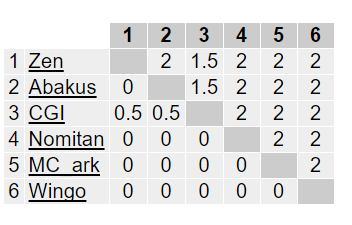 1 2 3 4 5 6
1 Zen 2 1.5 2 2 2
2 Abakus 0 1.5 2 2 2
3 CGI 0.5 0.5 2 2 2
4 Nomitan 0 0 0 2 2
5 MC_ark 0 0 0 0 2
6 Wingo 0 0 0 0 0